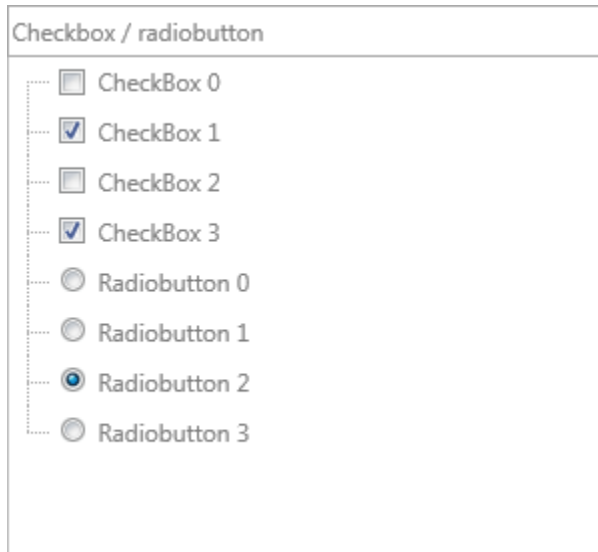 Checkbox / radiobutton
CheckBox 0
CheckBox 1
CheckBox 2
CheckBox 3
Radiobutton 0
Radiobutton 1
Radiobutton 2
Radiobutton 3